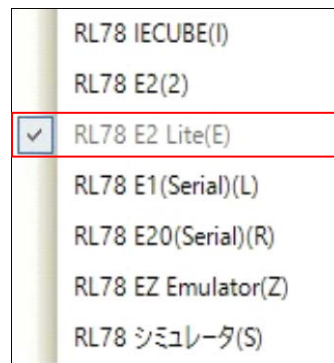 RL78 IECUBE(I)
RL78 E2(2)
RL78 E2 Lite(E)
RL78 E1(Serial)(L)
RL78 E20(Serial)(R)
RL78 EZ Emulator(Z)
RL78 シミュレータ(S)